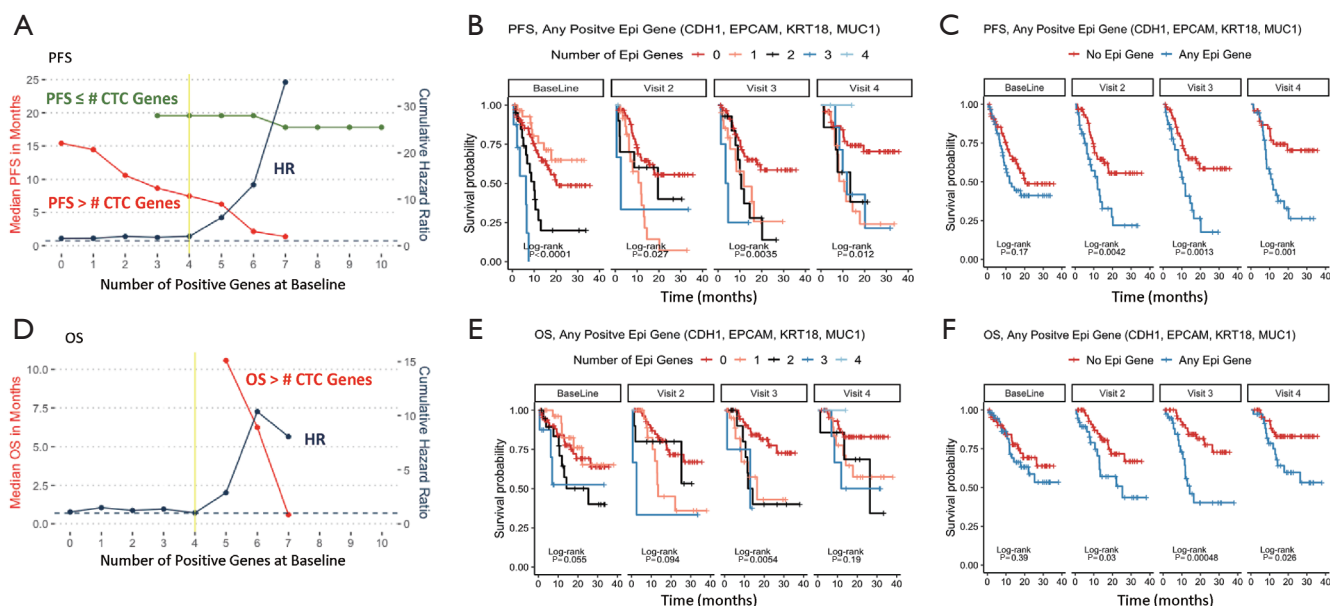 A
PFS
25
20
15
10
5
0
Median PFS in Months
PFS ≤ # CTC Genes
PFS > # CTC Genes
HR
30
20
10
0
Cumulative Hazard Ratio
0 1 2 3 4 5 6 7 8 9 10
Number of Positive Genes at Baseline
B
PFS, Any Positve Epi Gene (CDH1, EPCAM, KRT18, MUC1)
Number of Epi Genes 0 1 2 3 4
BaseLine Visit 2 Visit 3 Visit 4
Survival probability
1.00
0.75
0.50
0.25
0.00
Log-rank Log-rank Log-rank Log-rank
P<0.0001 P=0.027 P=0.0035 P=0.012
0 10 20 30 40 0 10 20 30 40 0 10 20 30 40 0 10 20 30 40
Time (months)
C
PFS, Any Positve Epi Gene (CDH1, EPCAM, KRT18, MUC1)
No Epi Gene Any Epi Gene
BaseLine Visit 2 Visit 3 Visit 4
Survival probability
1.00
0.75
0.50
0.25
0.00
Log-rank Log-rank Log-rank Log-rank
P=0.17 P=0.0042 P=0.0013 P=0.001
0 10 20 30 40 0 10 20 30 40 0 10 20 30 40 0 10 20 30 40
Time (months)
D
OS
10.0
7.5
5.0
2.5
0.0
Median OS in Months
OS > # CTC Genes
HR
15
10
5
0
Cumulative Hazard Ratio
0 1 2 3 4 5 6 7 8 9 10
Number of Positive Genes at Baseline
E
OS, Any Positve Epi Gene (CDH1, EPCAM, KRT18, MUC1)
Number of Epi Genes 0 1 2 3 4
BaseLine Visit 2 Visit 3 Visit 4
Survival probability
1.00
0.75
0.50
0.25
0.00
Log-rank Log-rank Log-rank Log-rank
P=0.055 P=0.094 P=0.0054 P=0.19
0 10 20 30 40 0 10 20 30 40 0 10 20 30 40 0 10 20 30 40
Time (months)
F
OS, Any Positve Epi Gene (CDH1, EPCAM, KRT18, MUC1)
No Epi Gene Any Epi Gene
BaseLine Visit 2 Visit 3 Visit 4
Survival probability
1.00
0.75
0.50
0.25
0.00
Log-rank Log-rank Log-rank Log-rank
P=0.39 P=0.03 P=0.00048 P=0.026
0 10 20 30 40 0 10 20 30 40 0 10 20 30 40 0 10 20 30 40
Time (months)